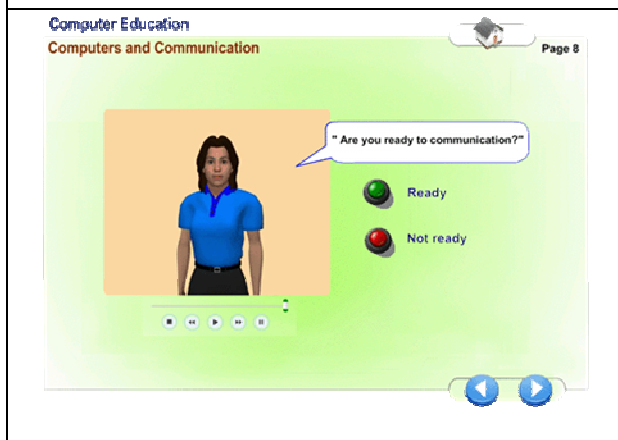 Computer Education
Computers and Communication
Page 8
" Are you ready to communication?"
Ready
Not ready